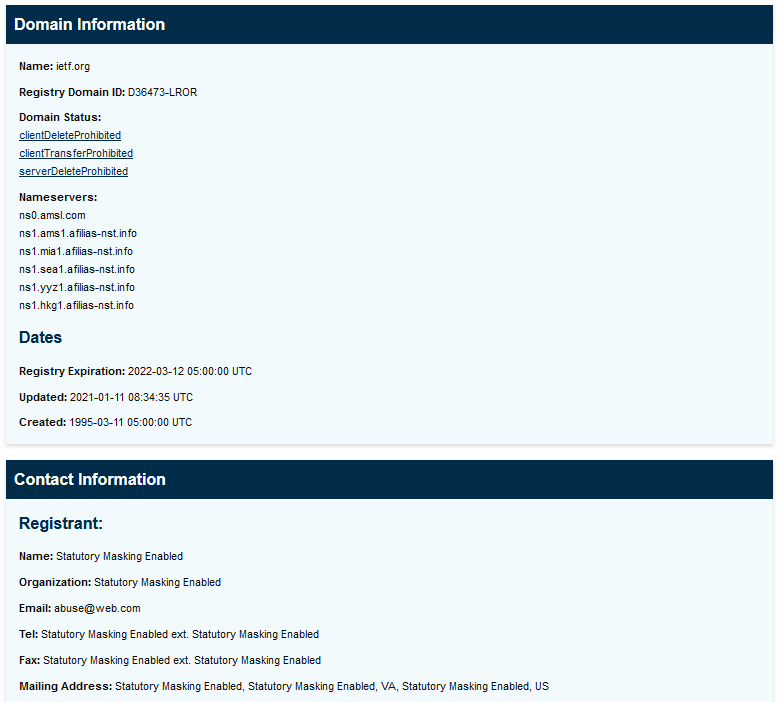 Domain Information
Name: ietf.org
Registry Domain ID: D36473-LROR
Domain Status:
clientDeleteProhibited
clientTransferProhibited
serverDeleteProhibited
Nameservers:
ns0.amsl.com
ns1.ams1.afilias-nst.info
ns1.mia1.afilias-nst.info
ns1.sea1.afilias-nst.info
ns1.yyz1.afilias-nst.info
ns1.hkg1.afilias-nst.info
Dates
Registry Expiration: 2022-03-12 05:00:00 UTC
Updated: 2021-01-11 08:34:35 UTC
Created: 1995-03-11 05:00:00 UTC
Contact Information
Registrant:
Name: Statutory Masking Enabled
Organization: Statutory Masking Enabled
Email: abuse@web.com
Tel: Statutory Masking Enabled ext. Statutory Masking Enabled
Fax: Statutory Masking Enabled ext. Statutory Masking Enabled
Mailing Address: Statutory Masking Enabled, Statutory Masking Enabled, VA, Statutory Masking Enabled, US